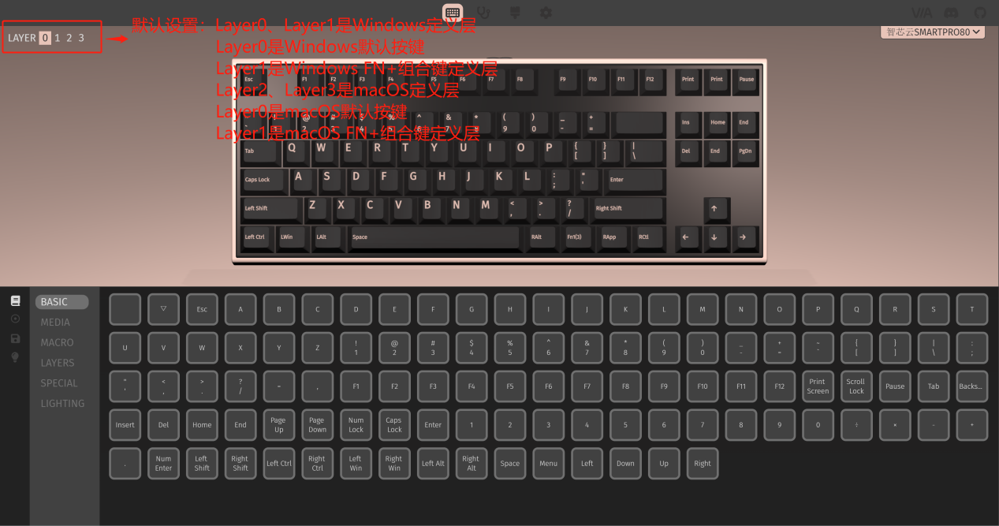 VIA
LAYER 0 1 2 3
智芯云SMARTPRO80
默认设置：Layer0、Layer1是Windows定义层
Layer0是Windows默认按键
Layer1是Windows FN+组合键定义层
Layer2、Layer3是macOS定义层
Layer0是macOS默认按键
Layer1是macOS FN+组合键定义层
Esc F1 F2 F3 F4 F5 F6 F7 F8 F9 F10 F11 F12 Print Print Pause
! @ # $ % ^ & * ( ) _ +
` 1 2 3 4 5 6 7 8 9 0 - = Ins Home End
Tab Q W E R T Y U I O P { [ } ] | \ Del End PgDn
Caps Lock A S D F G H J K L : ; " ' Enter
Left Shift Z X C V B N M < , > . ? / Right Shift ↑
Left Ctrl LWin LAlt Space RAlt Fn1(3) RApp RCtl ← ↓ →
BASIC
MEDIA
MACRO
LAYERS
SPECIAL
LIGHTING
▽ Esc A B C D E F G H I J K L M N O P Q R S T
U V W X Y Z ! 1 @ 2 # 3 $ 4 % 5 ^ 6 & 7 * 8 ( 9 ) 0 _ - + = ~ ` { [ } ] | \ : ;
" ' < , > . ? / = , F1 F2 F3 F4 F5 F6 F7 F8 F9 F10 F11 F12 Print Screen Scroll Lock Pause Tab Backs...
Insert Del Home End Page Up Page Down Num Lock Caps Lock Enter 1 2 3 4 5 6 7 8 9 0 ÷ × - +
. Num Enter Left Shift Right Shift Left Ctrl Right Ctrl Left Win Right Win Left Alt Right Alt Space Menu Left Down Up Right